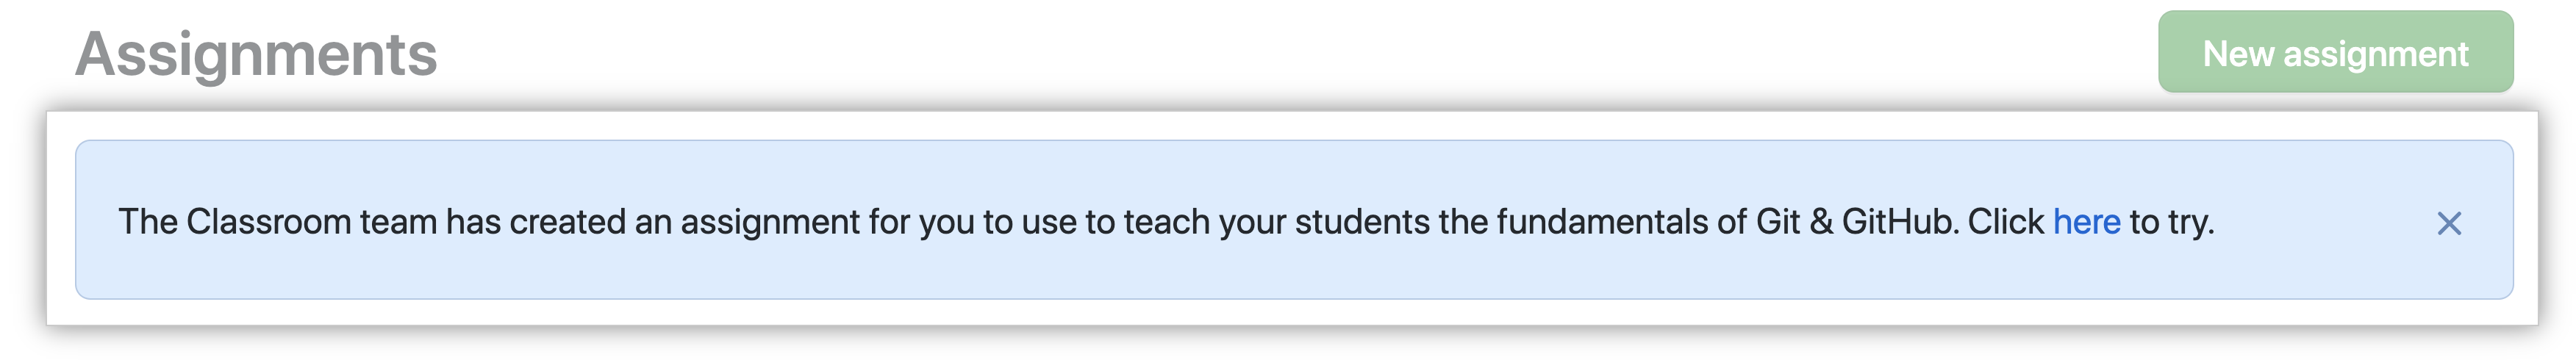 Assignments
New assignment
The Classroom team has created an assignment for you to use to teach your students the fundamentals of Git & GitHub. Click here to try.